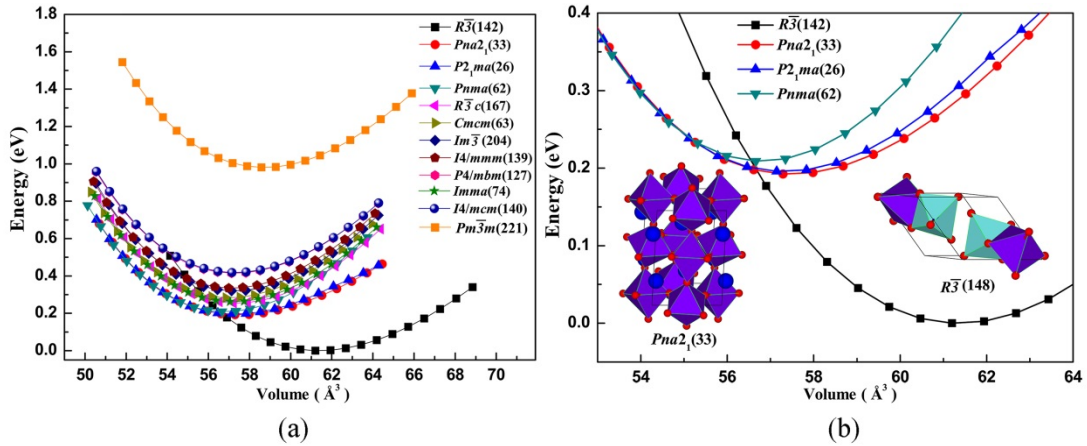 (a)
Energy (eV)
1.8
1.6
1.4
1.2
1.0
0.8
0.6
0.4
0.2
0.0
50 52 54 56 58 60 62 64 66 68 70
Volume ( Å³ )
R3̅(142)
Pna2₁(33)
P2₁ma(26)
Pnma(62)
R3̅c(167)
Cmcm(63)
Im3̅(204)
I4/mmm(139)
P4/mbm(127)
Imma(74)
I4/mcm(140)
Pm3̅m(221)
(a)
(b)
Energy (eV)
0.4
0.3
0.2
0.1
0.0
54 56 58 60 62 64
Volume ( Å³ )
R3̅(142)
Pna2₁(33)
P2₁ma(26)
Pnma(62)
Pna2₁(33)
R3̅(148)
(b)